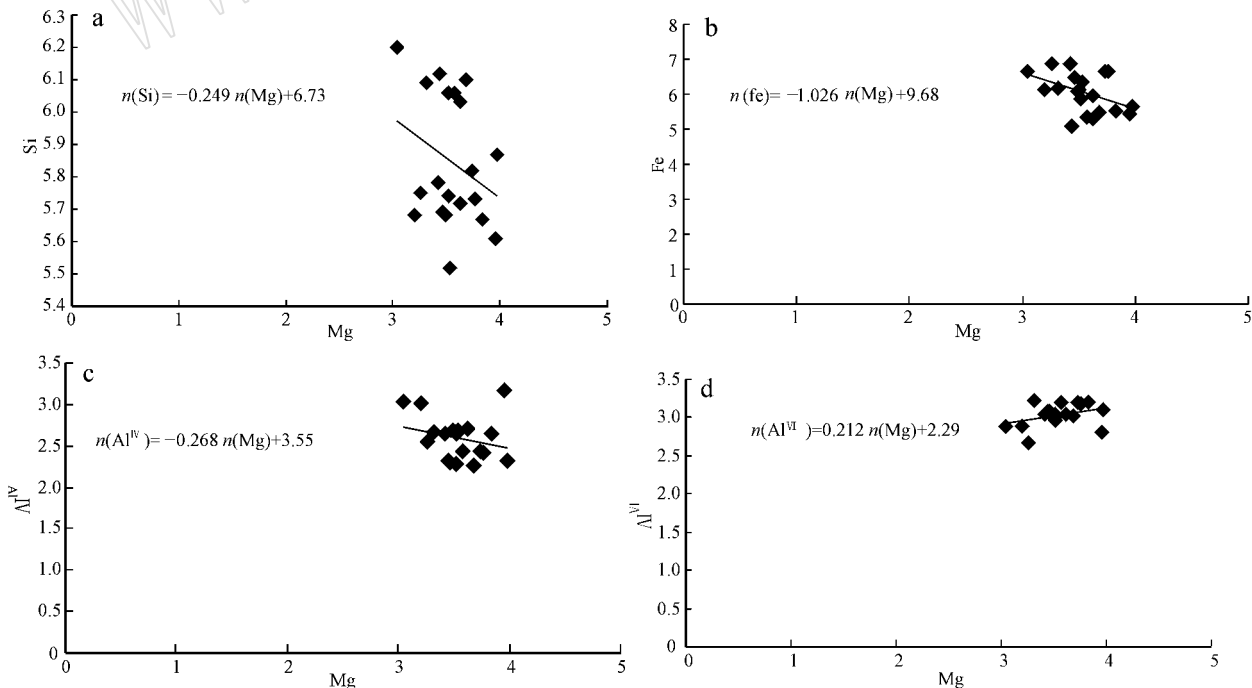 a
6.3
6.2
6.1
6.0
5.9
5.8
5.7
5.6
5.5
5.4
Si
n(Si)=−0.249 n(Mg)+6.73
0 1 2 3 4 5
Mg
b
8
7
6
5
4
3
2
1
0
Fe
n(fe)=−1.026 n(Mg)+9.68
0 1 2 3 4 5
Mg
c
3.5
3.0
2.5
2.0
1.5
1.0
0.5
0
Al^IV
n(Al^IV)=−0.268 n(Mg)+3.55
0 1 2 3 4 5
Mg
d
3.5
3.0
2.5
2.0
1.5
1.0
0.5
0
Al^VI
n(Al^VI)=0.212 n(Mg)+2.29
0 1 2 3 4 5
Mg